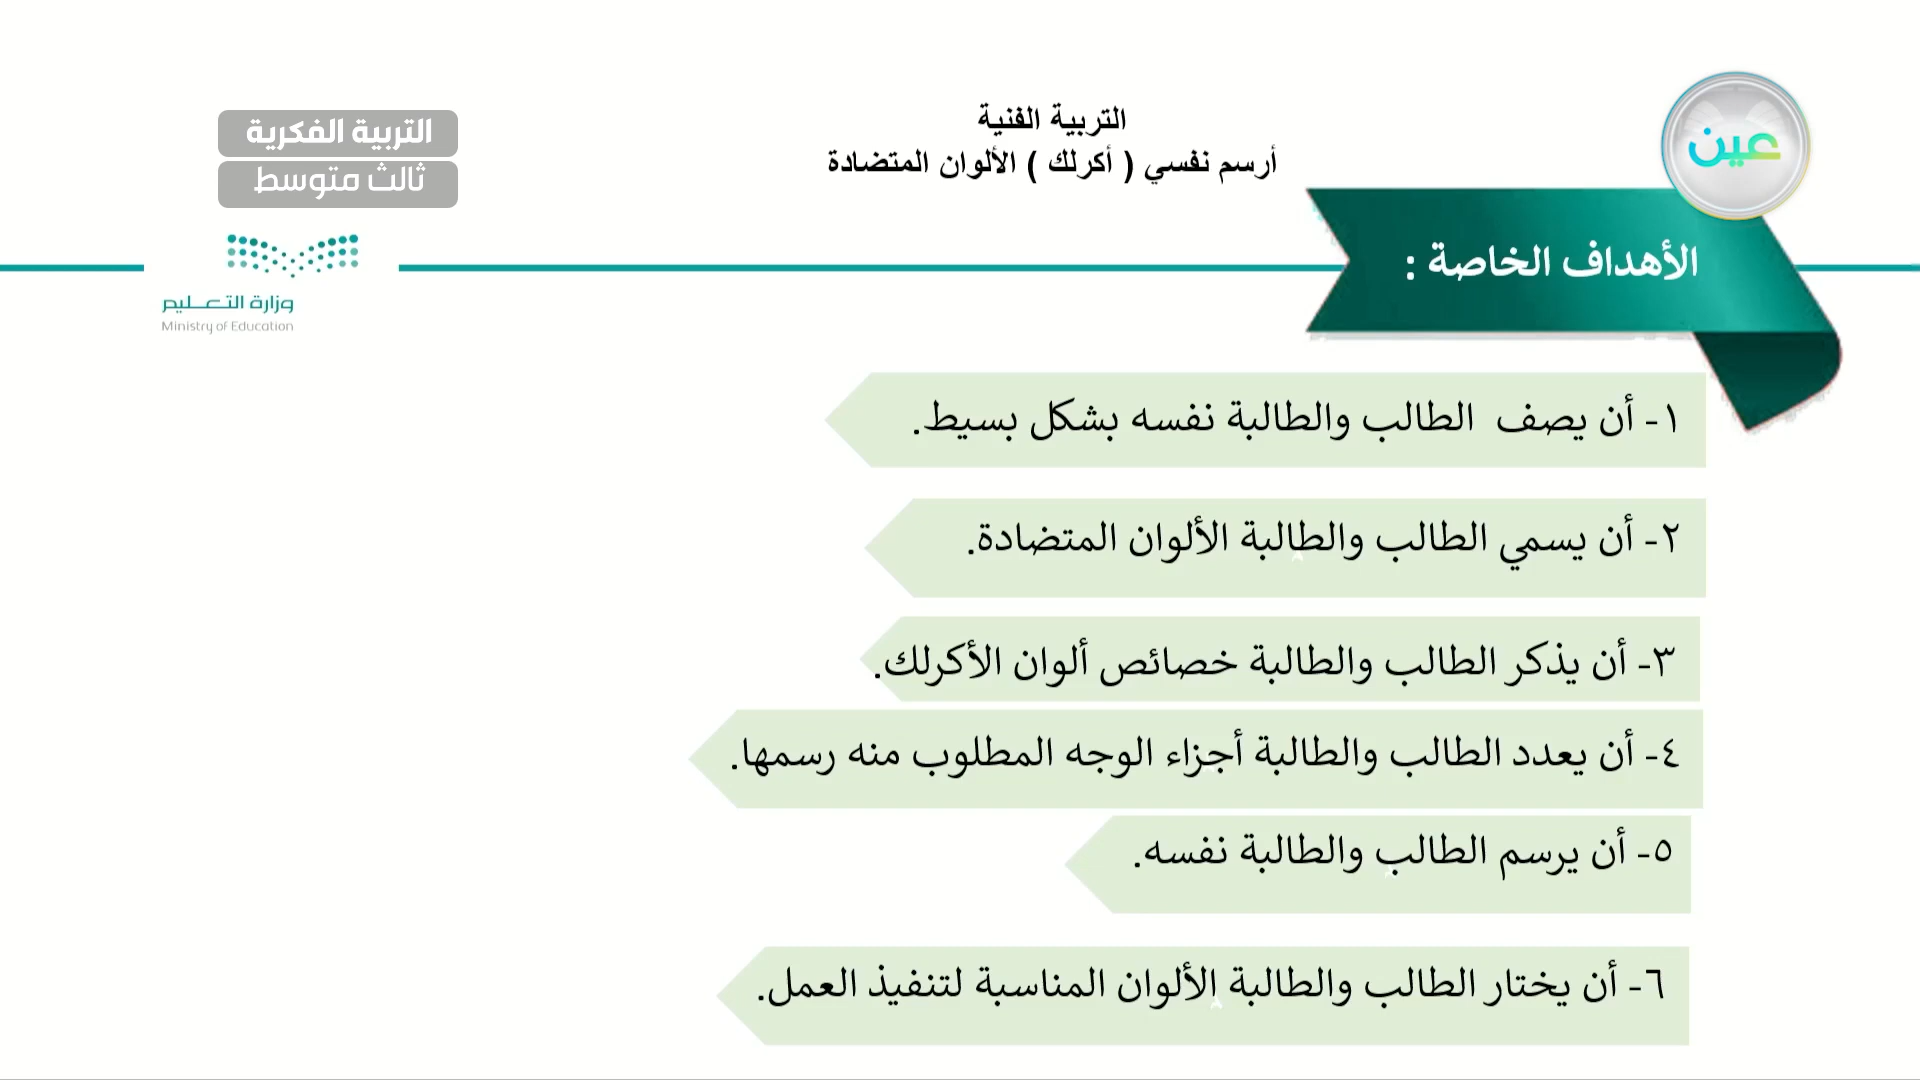 عين
التربية الفنية
أرسم نفسي ( أكرلك ) الألوان المتضادة
التربية الفكرية
ثالث متوسط
وزارة التعليم
Ministry of Education
الأهداف الخاصة :
١- أن يصف الطالب والطالبة نفسه بشكل بسيط.
٢- أن يسمي الطالب والطالبة الألوان المتضادة.
٣- أن يذكر الطالب والطالبة خصائص ألوان الأكرلك.
٤- أن يعدد الطالب والطالبة أجزاء الوجه المطلوب منه رسمها.
٥- أن يرسم الطالب والطالبة نفسه.
٦- أن يختار الطالب والطالبة الألوان المناسبة لتنفيذ العمل.